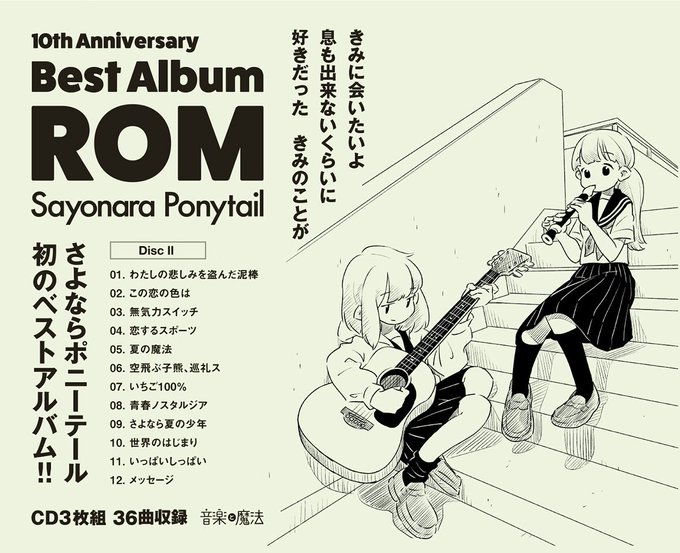 10th Anniversary
Best Album
ROM
Sayonara Ponytail
きみに会いたいよ
息も出来ないくらいに
好きだった　きみのことが
さよならポニーテール
初のベストアルバム!!
Disc II
01. わたしの悲しみを盗んだ泥棒
02. この恋の色は
03. 無気力スイッチ
04. 恋するスポーツ
05. 夏の魔法
06. 空飛ぶ子熊、巡礼ス
07. いちご100%
08. 青春ノスタルジア
09. さよなら夏の少年
10. 世界のはじまり
11. いっぱいしっぱい
12. メッセージ
CD3枚組 36曲収録 音楽と魔法